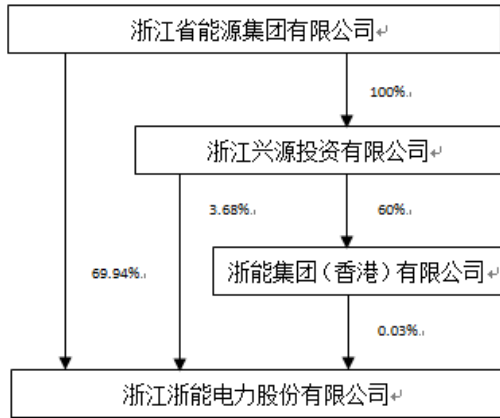 浙江省能源集团有限公司
100%
浙江兴源投资有限公司
3.68%
60%
浙能集团（香港）有限公司
69.94%
0.03%
浙江浙能电力股份有限公司